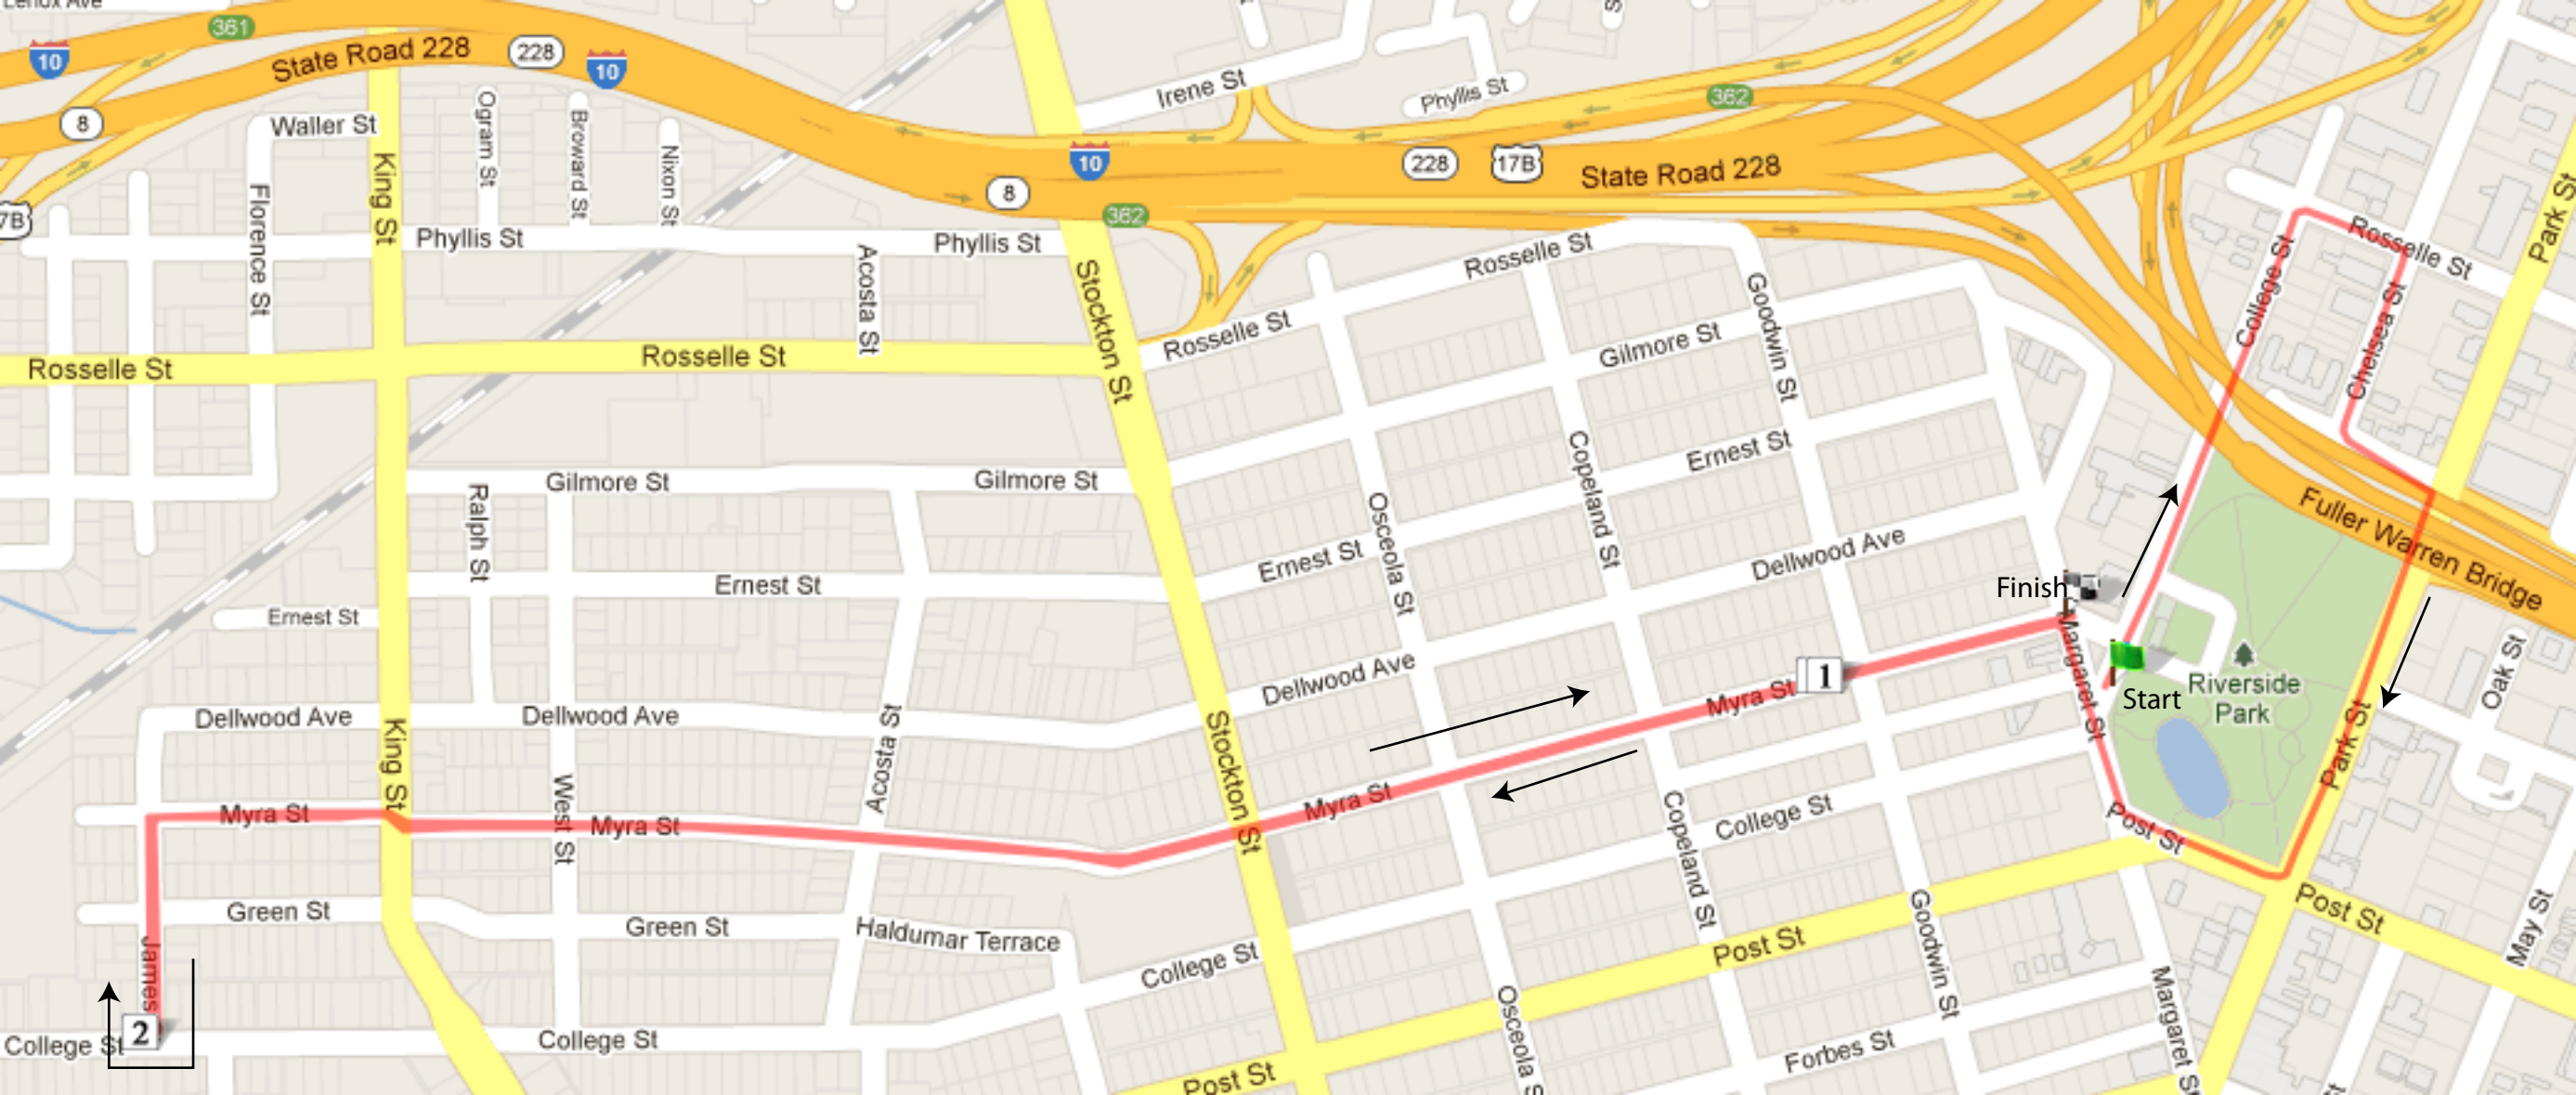 Lenox Ave
361
10
State Road 228
228
10
8
Waller St
King St
Ogram St
Broward St
Nixon St
Florence St
7B
Phyllis St
Acosta St
Phyllis St
Irene St
Phyllis St
362
10
8
362
228
17B
State Road 228
Park St
Rosselle St
College St
Chelsea St
Rosselle St
Rosselle St
Stockton St
Rosselle St
Rosselle St
Goodwin St
Gilmore St
Gilmore St
Gilmore St
Ralph St
Ernest St
Copeland St
Osceola St
Ernest St
Dellwood Ave
Fuller Warren Bridge
Ernest St
Ernest St
Finish
Margaret St
Start
Riverside
Park
Oak St
Dellwood Ave
Dellwood Ave
Dellwood Ave
King St
Acosta St
Stockton St
1
Myra St
Park St
Myra St
Myra St
Myra St
West St
Copeland St
College St
Post St
Post St
May St
Green St
Green St
Haldumar Terrace
College St
Post St
Goodwin St
James
2
College St
College St
Osceola S
Margaret St
Forbes St
Post St